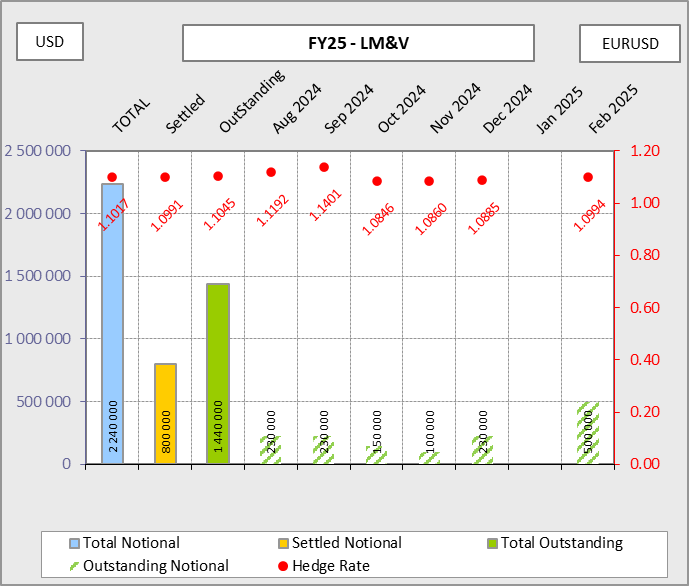 USD
FY25 - LM&V
EURUSD
TOTAL
Settled
OutStanding
Aug 2024
Sep 2024
Oct 2024
Nov 2024
Dec 2024
Jan 2025
Feb 2025
2 500 000
2 000 000
1 500 000
1 000 000
500 000
0
1.20
1.00
0.80
0.60
0.40
0.20
0.00
1.1017
1.0991
1.1045
1.1192
1.1401
1.0846
1.0860
1.0885
1.0994
2 240 000
800 000
1 440 000
230 000
230 000
150 000
100 000
230 000
500 000
Total Notional
Settled Notional
Total Outstanding
Outstanding Notional
Hedge Rate